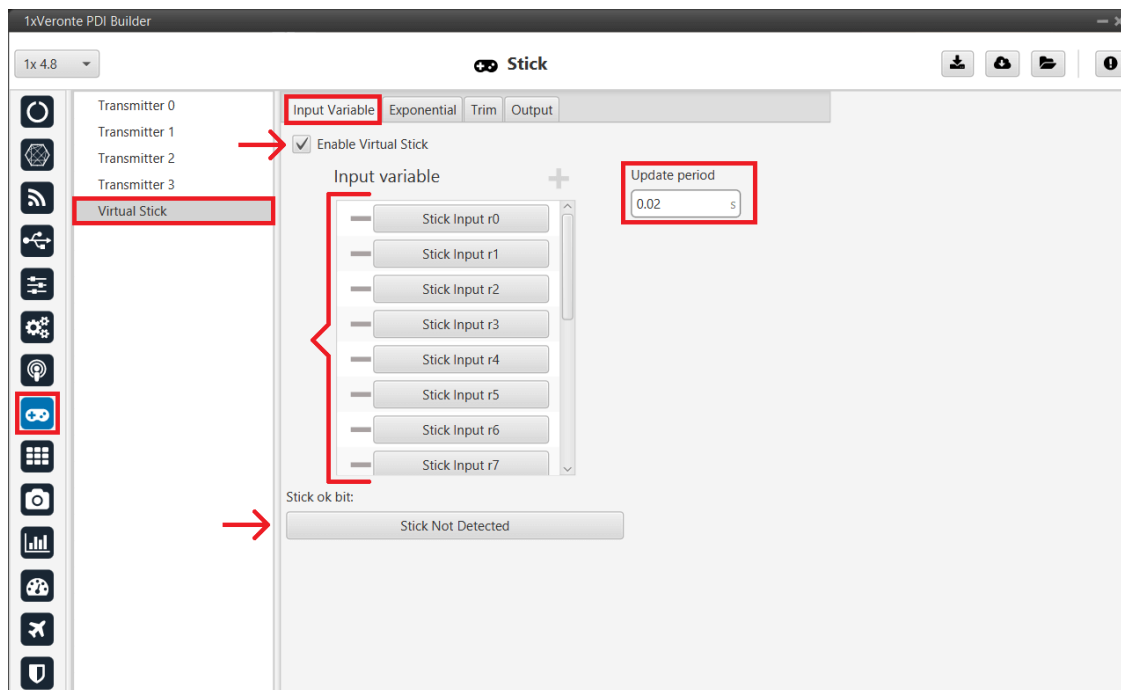 1xVeronte PDI Builder
1x 4.8
Stick
Transmitter 0
Transmitter 1
Transmitter 2
Transmitter 3
Virtual Stick
Input Variable Exponential Trim Output
Enable Virtual Stick
Input variable
Update period
0.02 s
Stick Input r0
Stick Input r1
Stick Input r2
Stick Input r3
Stick Input r4
Stick Input r5
Stick Input r6
Stick Input r7
Stick ok bit:
Stick Not Detected